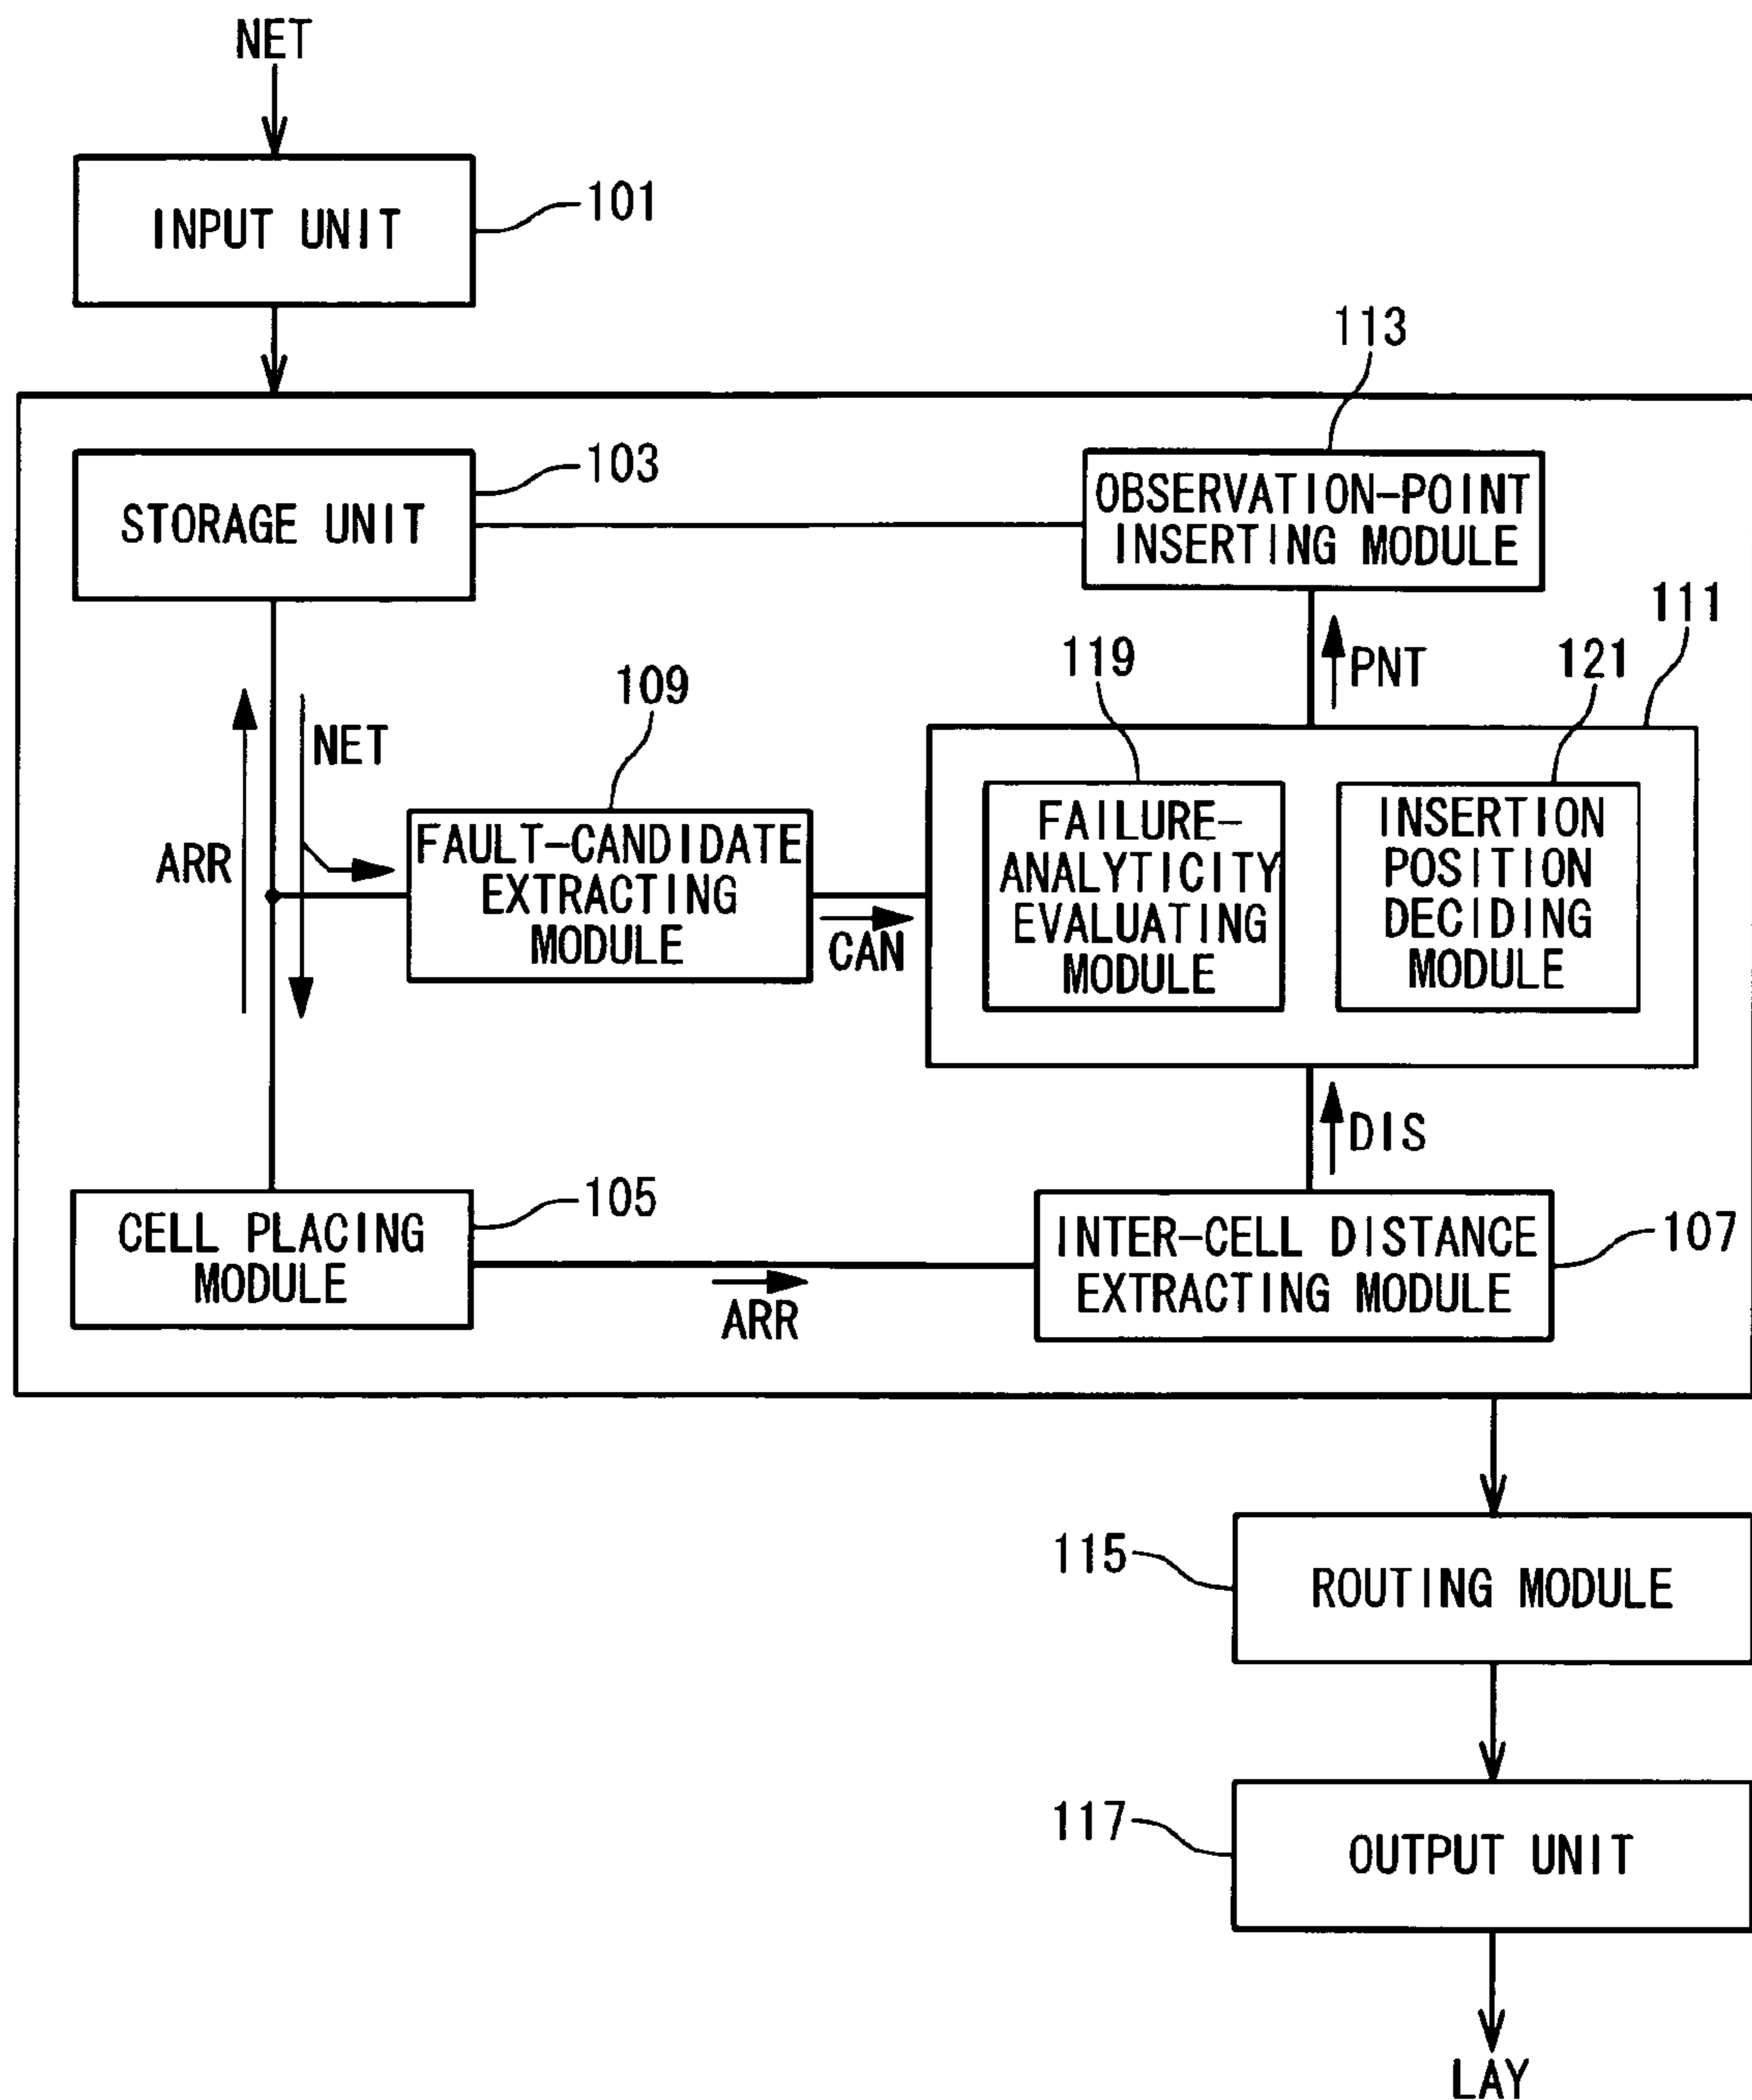 NET
INPUT UNIT
101
113
STORAGE UNIT
103
OBSERVATION-POINT
INSERTING MODULE
111
119
PNT
121
109
NET
ARR
FAULT-CANDIDATE
EXTRACTING
MODULE
CAN
FAILURE-
ANALYTICITY
EVALUATING
MODULE
INSERTION
POSITION
DECIDING
MODULE
DIS
CELL PLACING
MODULE
105
ARR
INTER-CELL DISTANCE
EXTRACTING MODULE
107
115
ROUTING MODULE
117
OUTPUT UNIT
LAY